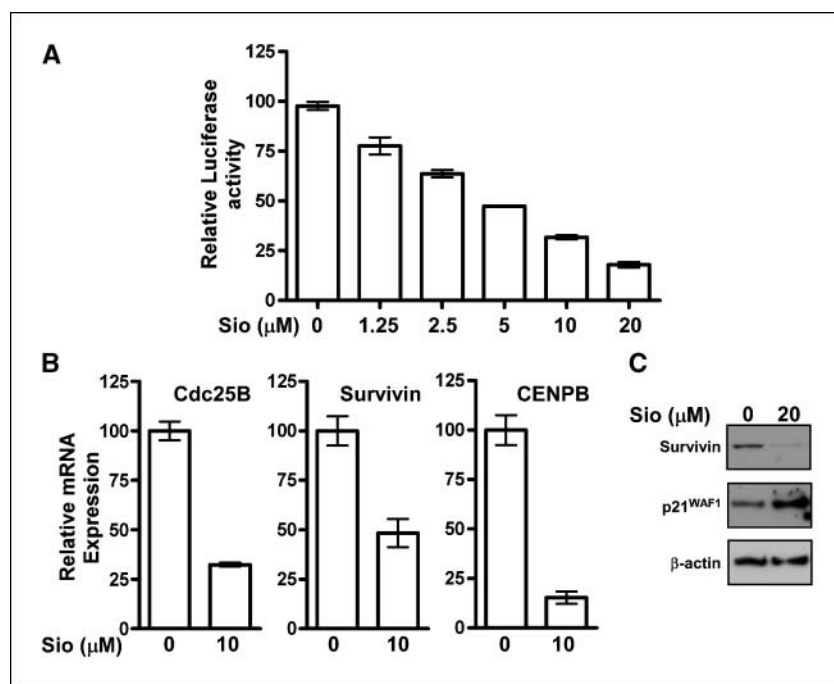 A
Relative Luciferase
activity
125
100
75
50
25
0
Sio (μM) 0 1.25 2.5 5 10 20
B
Relative mRNA
Expression
125
100
75
50
25
0
Cdc25B
Sio (μM) 0 10
125
100
75
50
25
0
Survivin
0 10
125
100
75
50
25
0
CENPB
0 10
C
Sio (μM) 0 20
Survivin
p21WAF1
β-actin